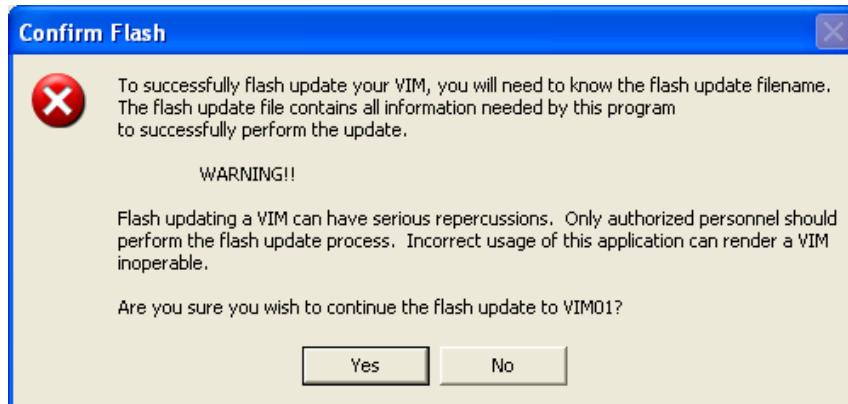 Confirm Flash
To successfully flash update your VIM, you will need to know the flash update filename.
The flash update file contains all information needed by this program
to successfully perform the update.
WARNING!!
Flash updating a VIM can have serious repercussions.  Only authorized personnel should
perform the flash update process.  Incorrect usage of this application can render a VIM
inoperable.
Are you sure you wish to continue the flash update to VIM01?
Yes
No